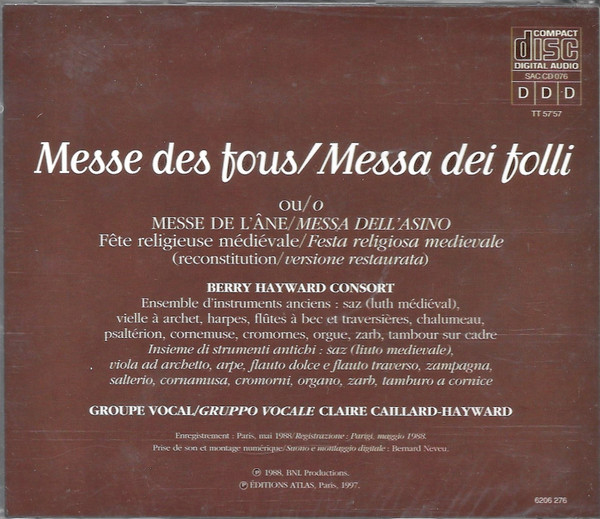 COMPACT
disc
DIGITAL AUDIO
SAC CD 076
D D D
TT 57'57
Messe des fous/Messa dei folli
ou/o
MESSE DE L'ÂNE/MESSA DELL'ASINO
Fête religieuse médiévale/Festa religiosa medievale
(reconstitution/versione restaurata)
BERRY HAYWARD CONSORT
Ensemble d'instruments anciens : saz (luth médiéval),
vielle à archet, harpes, flûtes à bec et traversières, chalumeau,
psaltérion, cornemuse, cromornes, orgue, zarb, tambour sur cadre
Insieme di strumenti antichi : saz (liuto medievale),
viola ad archetto, arpe, flauto dolce e flauto traverso, zampagna,
salterio, cornamusa, cromorni, organo, zarb, tamburo a cornice
GROUPE VOCAL/GRUPPO VOCALE CLAIRE CAILLARD-HAYWARD
Enregistrement : Paris, mai 1988/Registrazione : Parigi, maggio 1988.
Prise de son et montage numérique/Suono e montaggio digitale : Bernard Neveu.
℗ 1988, BNL Productions.
℗ ÉDITIONS ATLAS, Paris, 1997.
6206 276